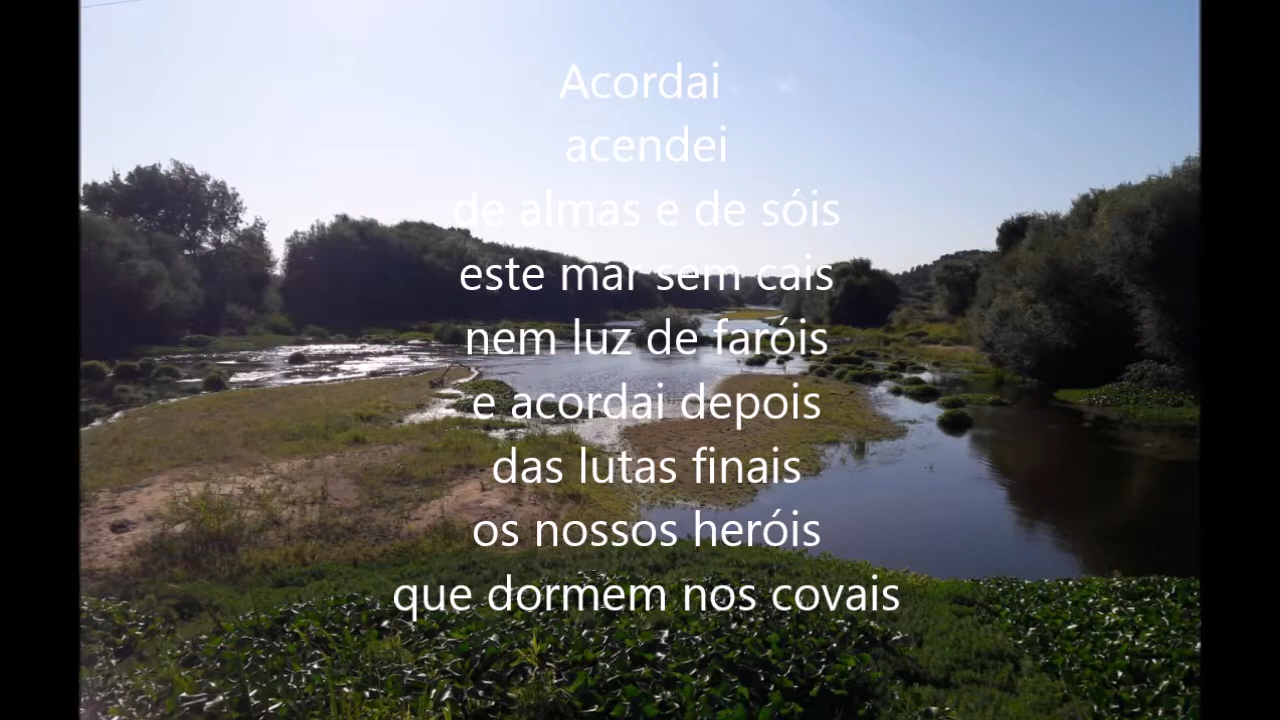 Acordai
acendei
de almas e de sóis
este mar sem cais
nem luz de faróis
e acordai depois
das lutas finais
os nossos heróis
que dormem nos covais